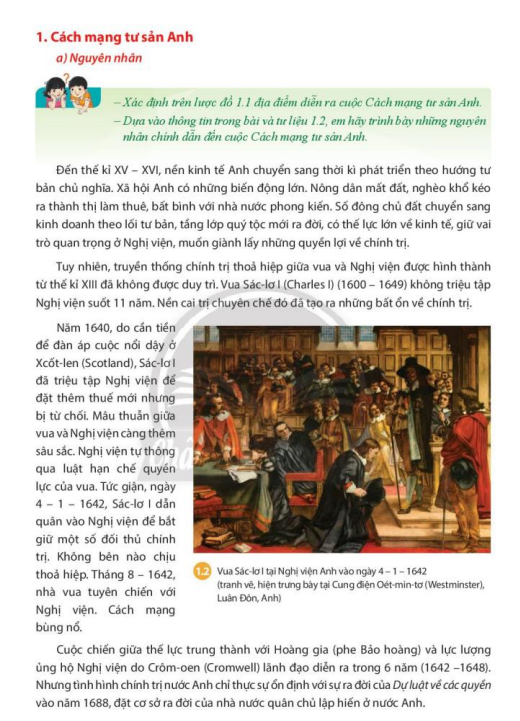 1. Cách mạng tư sản Anh
a) Nguyên nhân
– Xác định trên lược đồ 1.1 địa điểm diễn ra cuộc Cách mạng tư sản Anh.
– Dựa vào thông tin trong bài và tư liệu 1.2, em hãy trình bày những nguyên
nhân chính dẫn đến cuộc Cách mạng tư sản Anh.
Đến thế kỉ XV – XVI, nền kinh tế Anh chuyển sang thời kì phát triển theo hướng tư
bản chủ nghĩa. Xã hội Anh có những biến động lớn. Nông dân mất đất, nghèo khổ kéo
ra thành thị làm thuê, bất bình với nhà nước phong kiến. Số đông chủ đất chuyển sang
kinh doanh theo lối tư bản, tầng lớp quý tộc mới ra đời, có thế lực lớn về kinh tế, giữ vai
trò quan trọng ở Nghị viện, muốn giành lấy những quyền lợi về chính trị.
Tuy nhiên, truyền thống chính trị thoả hiệp giữa vua và Nghị viện được hình thành
từ thế kỉ XIII đã không được duy trì. Vua Sác-lơ I (Charles I) (1600 – 1649) không triệu tập
Nghị viện suốt 11 năm. Nền cai trị chuyên chế đó đã tạo ra những bất ổn về chính trị.
Năm 1640, do cần tiền
để đàn áp cuộc nổi dậy ở
Xcốt-len (Scotland), Sác-lơ I
đã triệu tập Nghị viện để
đặt thêm thuế mới nhưng
bị từ chối. Mâu thuẫn giữa
vua và Nghị viện càng thêm
sâu sắc. Nghị viện tự thông
qua luật hạn chế quyền
lực của vua. Tức giận, ngày
4 – 1 – 1642, Sác-lơ I dẫn
quân vào Nghị viện để bắt
giữ một số đối thủ chính
trị. Không bên nào chịu
thoả hiệp. Tháng 8 – 1642,
nhà vua tuyên chiến với
Nghị viện. Cách mạng
bùng nổ.
1.2 Vua Sác-lơ I tại Nghị viện Anh vào ngày 4 – 1 – 1642
(tranh vẽ, hiện trưng bày tại Cung điện Oét-min-tơ (Westminster),
Luân Đôn, Anh)
Cuộc chiến giữa thế lực trung thành với Hoàng gia (phe Bảo hoàng) và lực lượng
ủng hộ Nghị viện do Crôm-oen (Cromwell) lãnh đạo diễn ra trong 6 năm (1642 –1648).
Nhưng tình hình chính trị nước Anh chỉ thực sự ổn định với sự ra đời của Dự luật về các quyền
vào năm 1688, đặt cơ sở ra đời của nhà nước quân chủ lập hiến ở nước Anh.